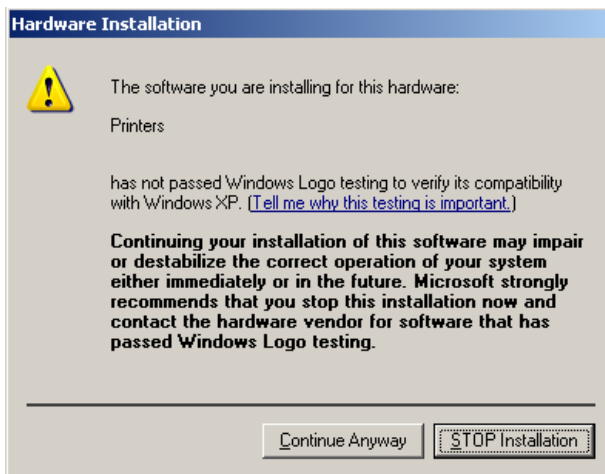 Hardware Installation
The software you are installing for this hardware:
Printers
has not passed Windows Logo testing to verify its compatibility
with Windows XP. (Tell me why this testing is important.)
Continuing your installation of this software may impair
or destabilize the correct operation of your system
either immediately or in the future. Microsoft strongly
recommends that you stop this installation now and
contact the hardware vendor for software that has
passed Windows Logo testing.
Continue Anyway
STOP Installation